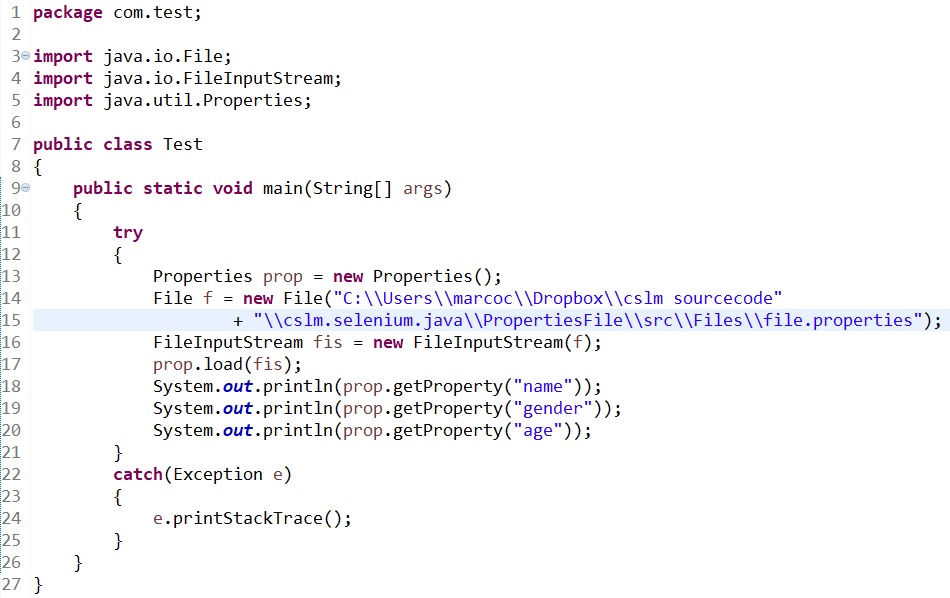 1 package com.test;
2
3 import java.io.File;
4 import java.io.FileInputStream;
5 import java.util.Properties;
6
7 public class Test
8 {
9     public static void main(String[] args)
10     {
11         try
12         {
13             Properties prop = new Properties();
14             File f = new File("C:\\Users\\marcoc\\Dropbox\\cslm sourcecode"
15                     + "\\cslm.selenium.java\\PropertiesFile\\src\\Files\\file.properties");
16             FileInputStream fis = new FileInputStream(f);
17             prop.load(fis);
18             System.out.println(prop.getProperty("name"));
19             System.out.println(prop.getProperty("gender"));
20             System.out.println(prop.getProperty("age"));
21         }
22         catch(Exception e)
23         {
24             e.printStackTrace();
25         }
26     }
27 }